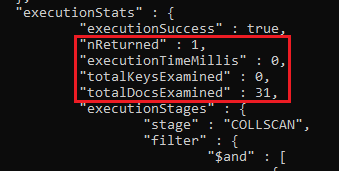 "executionStats" : {
"executionSuccess" : true,
"nReturned" : 1,
"executionTimeMillis" : 0,
"totalKeysExamined" : 0,
"totalDocsExamined" : 31,
"executionStages" : {
"stage" : "COLLSCAN",
"filter" : {
"$and" : [